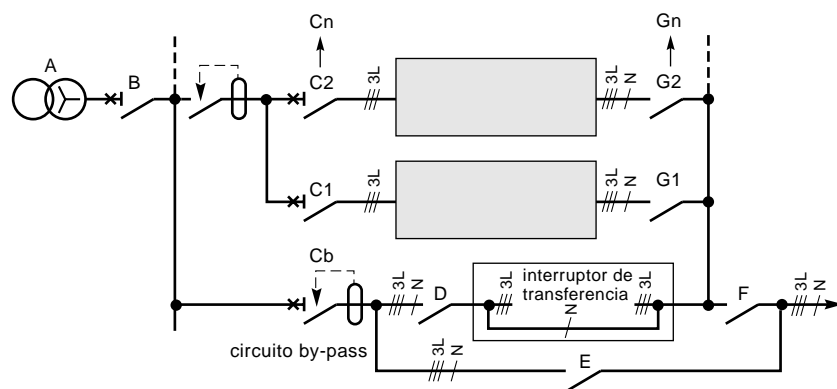 Cn
Gn
A
B
C2
3L
3L
N
G2
C1
3L
3L
N
G1
Cb
3L
N
D
3L
interruptor de
transferencia
3L
N
F
3L
N
circuito by-pass
3L
N
E